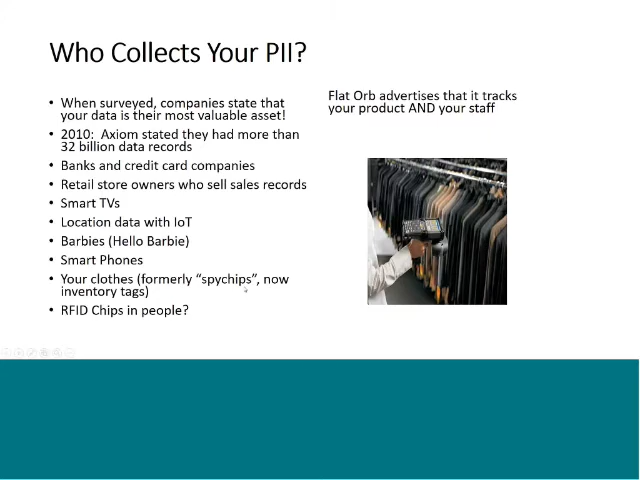 Who Collects Your PII?
• When surveyed, companies state that
your data is their most valuable asset!
• 2010: Axiom stated they had more than
32 billion data records
• Banks and credit card companies
• Retail store owners who sell sales records
• Smart TVs
• Location data with IoT
• Barbies (Hello Barbie)
• Smart Phones
• Your clothes (formerly “spychips”, now
inventory tags)
• RFID Chips in people?
Flat Orb advertises that it tracks
your product AND your staff